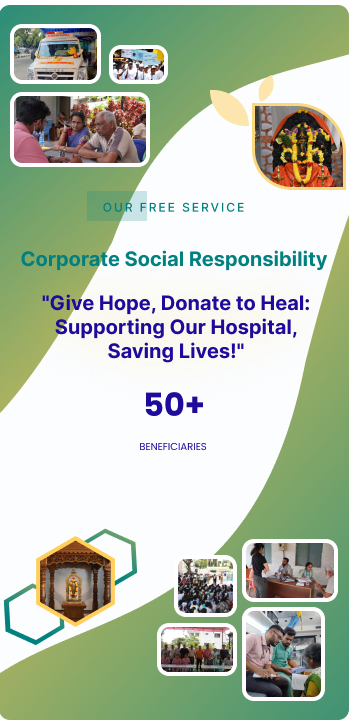 OUR FREE SERVICE
Corporate Social Responsibility
"Give Hope, Donate to Heal:
Supporting Our Hospital,
Saving Lives!"
50+
BENEFICIARIES